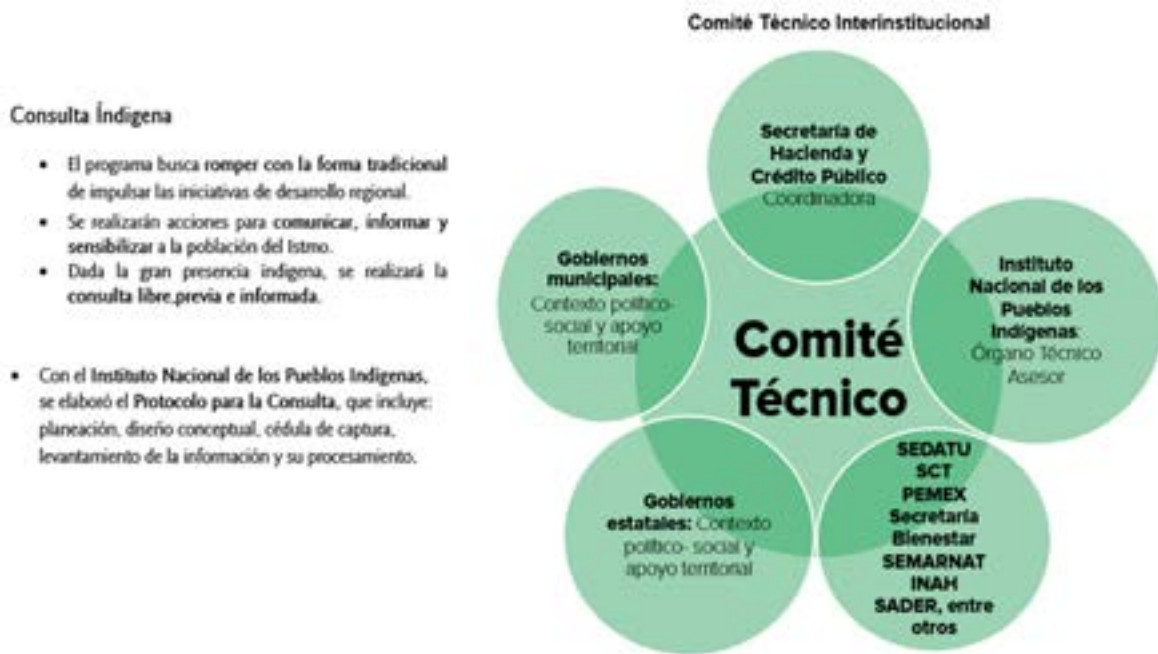 Comité Técnico Interinstitucional
Consulta Índigena
• El programa busca romper con la forma tradicional
de impulsar las iniciativas de desarrollo regional.
• Se realizarán acciones para comunicar, informar y
sensibilizar a la población del Istmo.
• Dada la gran presencia indígena, se realizará la
consulta libre,previa e informada.
• Con el Instituto Nacional de los Pueblos Indígenas,
se elaboró el Protocolo para la Consulta, que incluye:
planeación, diseño conceptual, cédula de captura,
levantamiento de la información y su procesamiento.
Secretaría de
Hacienda y
Crédito Público
Coordinadora
Gobiernos
municipales:
Contexto político-
social y apoyo
territorial
Instituto
Nacional de los
Pueblos
Indígenas:
Órgano Técnico
Asesor
Comité
Técnico
Gobiernos
estatales: Contexto
político- social y
apoyo territorial
SEDATU
SCT
PEMEX
Secretaría
Bienestar
SEMARNAT
INAH
SADER, entre
otros